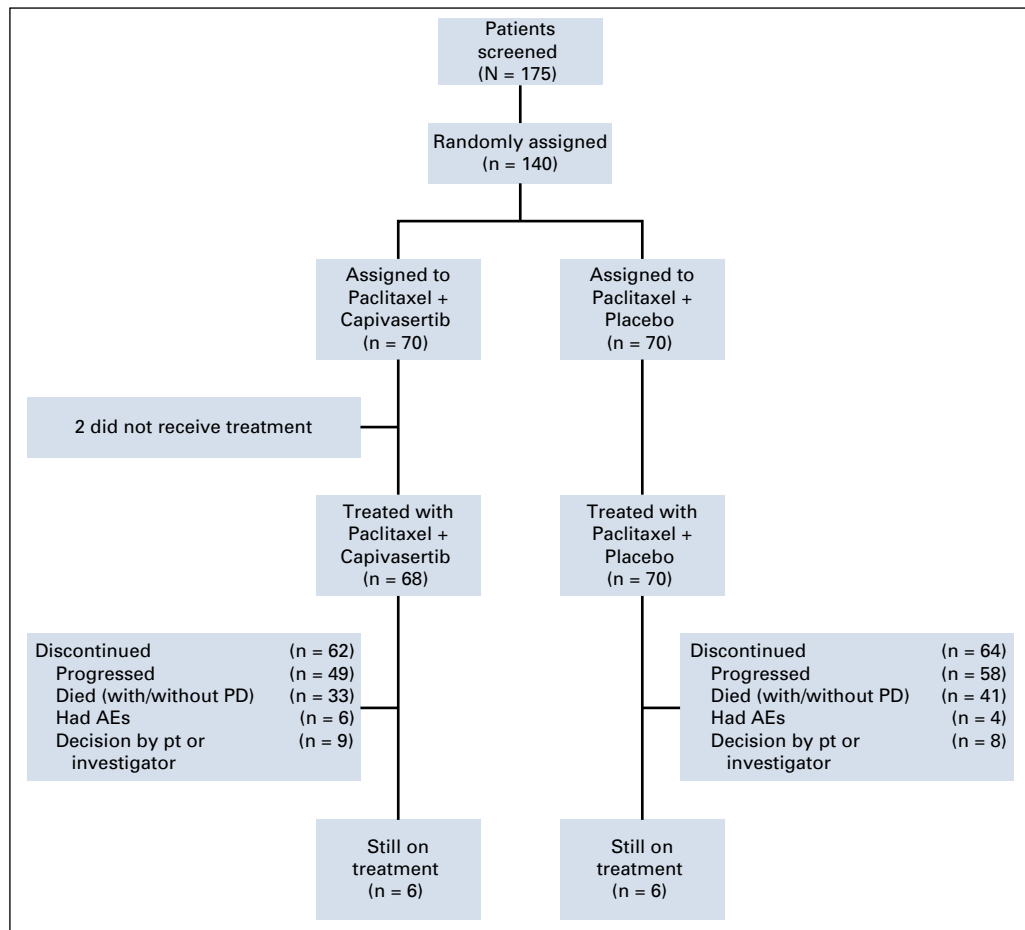 Patients
screened
(N = 175)
Randomly assigned
(n = 140)
Assigned to
Paclitaxel +
Capivasertib
(n = 70)
Assigned to
Paclitaxel +
Placebo
(n = 70)
2 did not receive treatment
Treated with
Paclitaxel +
Capivasertib
(n = 68)
Treated with
Paclitaxel +
Placebo
(n = 70)
Discontinued (n = 62)
Progressed (n = 49)
Died (with/without PD) (n = 33)
Had AEs (n = 6)
Decision by pt or (n = 9)
investigator
Discontinued (n = 64)
Progressed (n = 58)
Died (with/without PD) (n = 41)
Had AEs (n = 4)
Decision by pt or (n = 8)
investigator
Still on
treatment
(n = 6)
Still on
treatment
(n = 6)